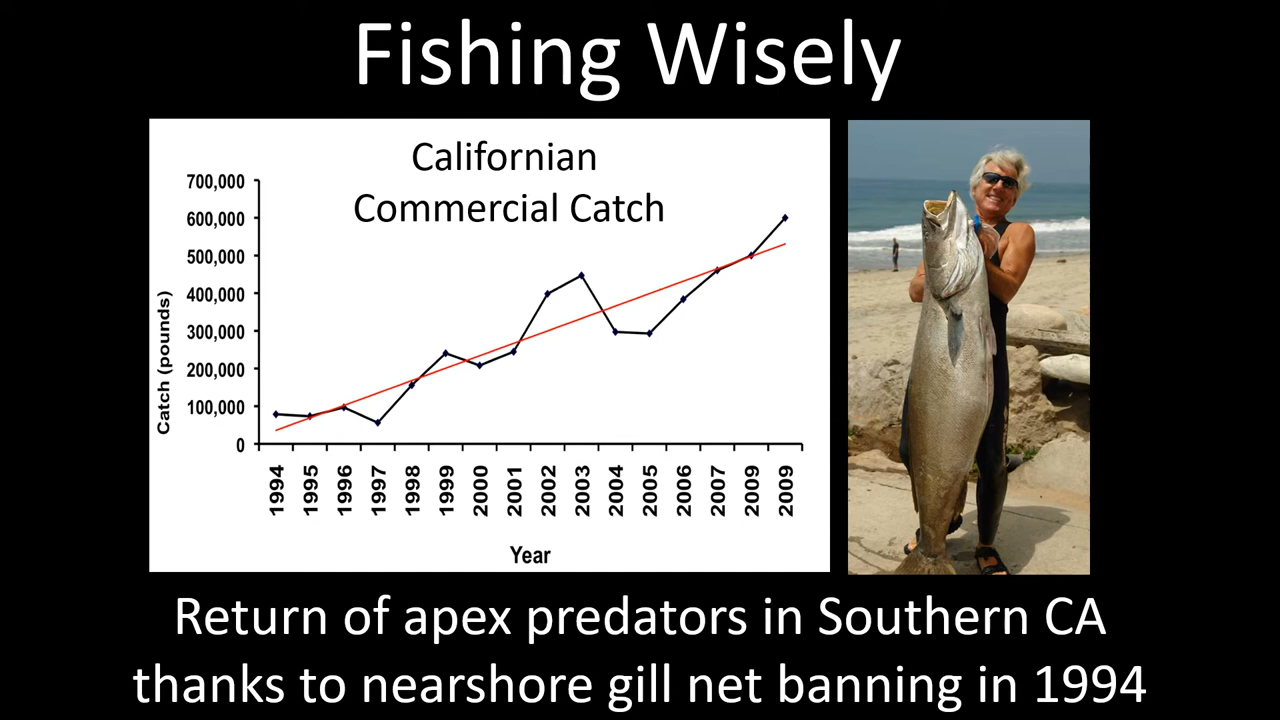 Fishing Wisely
Californian
Commercial Catch
700,000
600,000
500,000
400,000
300,000
200,000
100,000
0
Catch (pounds)
1994 1995 1996 1997 1998 1999 2000 2001 2002 2003 2004 2005 2006 2007 2009 2009
Year
Return of apex predators in Southern CA
thanks to nearshore gill net banning in 1994